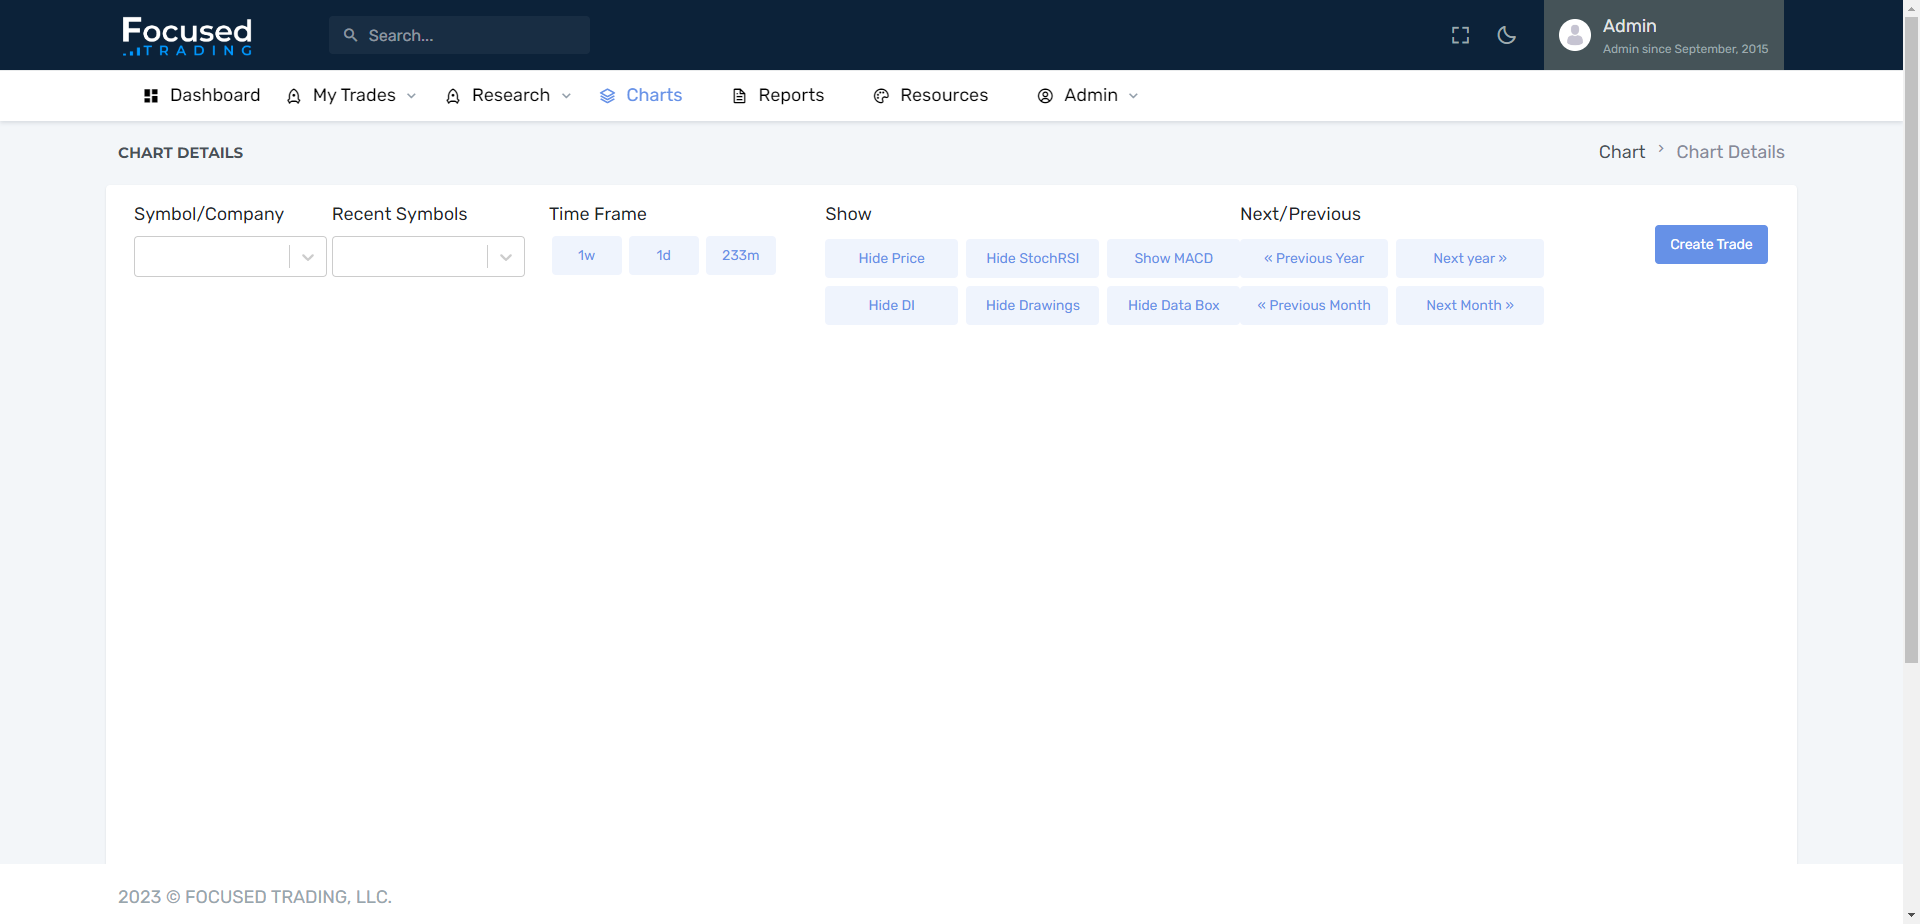 Focused
TRADING
Search...
Admin
Admin since September, 2015
Dashboard
My Trades
Research
Charts
Reports
Resources
Admin
CHART DETAILS
Chart
Chart Details
Symbol/Company
Recent Symbols
Time Frame
Show
Next/Previous
1w
1d
233m
Hide Price
Hide StochRSI
Show MACD
« Previous Year
Next year »
Create Trade
Hide DI
Hide Drawings
Hide Data Box
« Previous Month
Next Month »
2023 © FOCUSED TRADING, LLC.